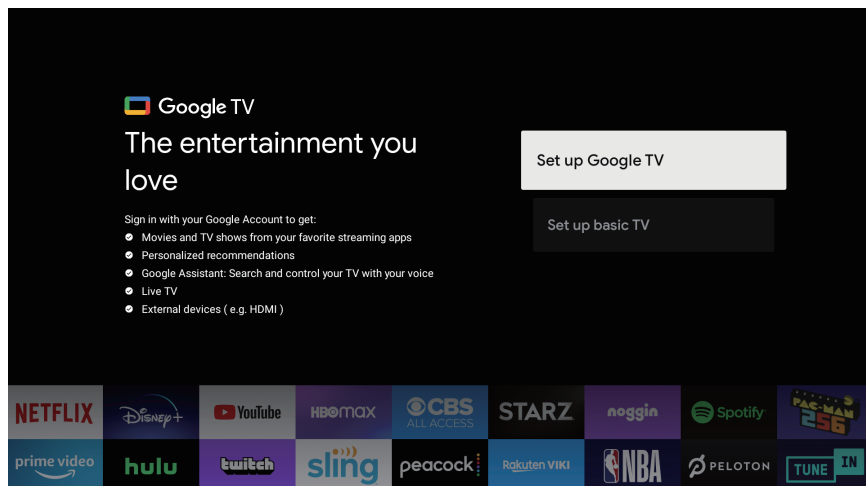 Google TV
The entertainment you
love
Sign in with your Google Account to get:
Movies and TV shows from your favorite streaming apps
Personalized recommendations
Google Assistant: Search and control your TV with your voice
Live TV
External devices ( e.g. HDMI )
Set up Google TV
Set up basic TV
NETFLIX
Disney+
YouTube
HBOmax
CBS
ALL ACCESS
STARZ
noggin
Spotify
PAC-MAN
256
prime video
hulu
twitch
sling
peacock
Rakuten VIKI
NBA
PELOTON
TUNE IN